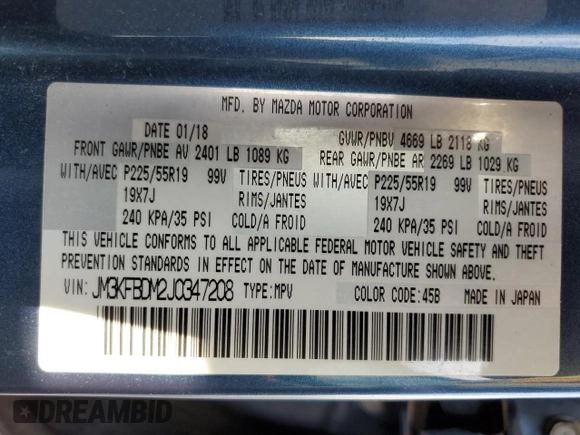 MFD. BY MAZDA MOTOR CORPORATION
DATE 01/18 GVWR/PNBV 4669 LB 2118 KG
FRONT GAWR/PNBE AV 2401 LB 1089 KG REAR GAWR/PNBE AR 2269 LB 1029 KG
WITH/AVEC P225/55R19 99V TIRES/PNEUS WITH/AVEC P225/55R19 99V TIRES/PNEUS
19X7J RIMS/JANTES 19X7J RIMS/JANTES
240 KPA/35 PSI COLD/A FROID 240 KPA/35 PSI COLD/A FROID
THIS VEHICLE CONFORMS TO ALL APPLICABLE FEDERAL MOTOR VEHICLE SAFETY AND THEFT
PREVENTION STANDARDS IN EFFECT ON THE DATE OF MANUFACTURE SHOWN ABOVE.
VIN: JM3KFBDM2J0347208 TYPE:MPV COLOR CODE:45B MADE IN JAPAN
DREAMBID